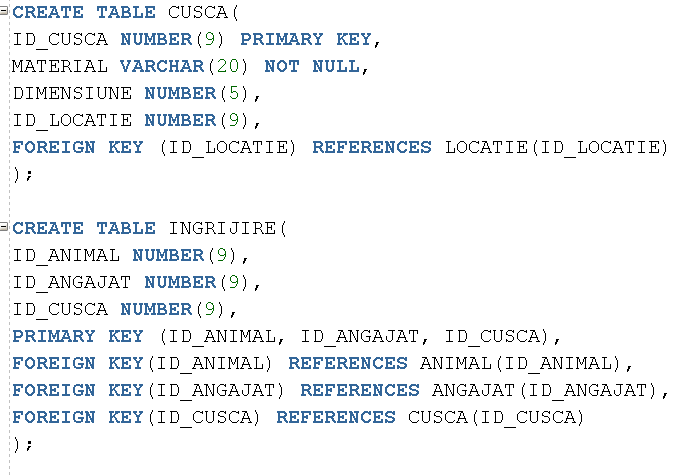 CREATE TABLE CUSCA(
ID_CUSCA NUMBER(9) PRIMARY KEY,
MATERIAL VARCHAR(20) NOT NULL,
DIMENSIUNE NUMBER(5),
ID_LOCATIE NUMBER(9),
FOREIGN KEY (ID_LOCATIE) REFERENCES LOCATIE(ID_LOCATIE)
);
CREATE TABLE INGRIJIRE(
ID_ANIMAL NUMBER(9),
ID_ANGAJAT NUMBER(9),
ID_CUSCA NUMBER(9),
PRIMARY KEY (ID_ANIMAL, ID_ANGAJAT, ID_CUSCA),
FOREIGN KEY(ID_ANIMAL) REFERENCES ANIMAL(ID_ANIMAL),
FOREIGN KEY(ID_ANGAJAT) REFERENCES ANGAJAT(ID_ANGAJAT),
FOREIGN KEY(ID_CUSCA) REFERENCES CUSCA(ID_CUSCA)
);